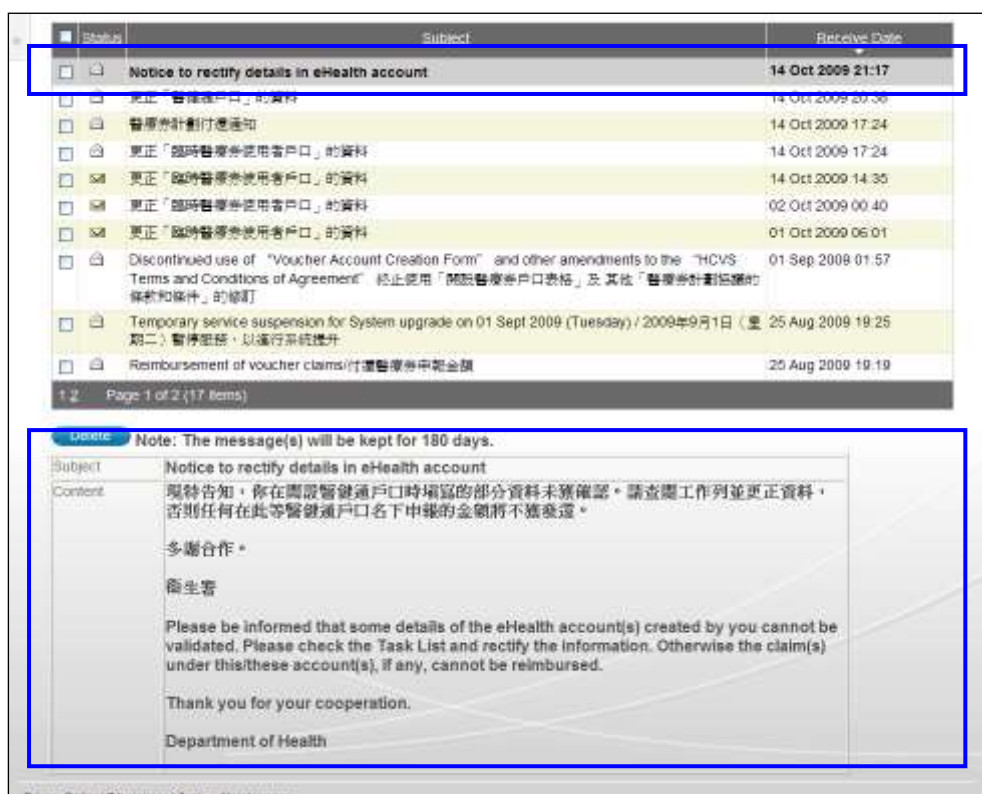 Status Subject Receive Date
Notice to rectify details in eHealth account 14 Oct 2009 21:17
更正「醫健通戶口」的資料 14 Oct 2009 20:38
醫療券計劃付還通知 14 Oct 2009 17:24
更正「臨時醫療券使用者戶口」的資料 14 Oct 2009 17:24
更正「臨時醫療券使用者戶口」的資料 14 Oct 2009 14:35
更正「臨時醫療券使用者戶口」的資料 02 Oct 2009 00:40
更正「臨時醫療券使用者戶口」的資料 01 Oct 2009 06:01
Discontinued use of “Voucher Account Creation Form” and other amendments to the “HCVS 01 Sep 2009 01:57
Terms and Conditions of Agreement” 終止使用「開設醫療券戶口表格」及 其他「醫療券計劃協議的
條款和條件」的修訂
Temporary service suspension for System upgrade on 01 Sept 2009 (Tuesday) / 2009年9月1日（星 25 Aug 2009 19:25
期二）暫停服務，以進行系統提升
Reimbursement of voucher claims/付還醫療券申報金額 25 Aug 2009 19:19
1 2 Page 1 of 2 (17 items)
Delete Note: The message(s) will be kept for 180 days.
Subject Notice to rectify details in eHealth account
Content 現特告知，你在開設醫健通戶口時填寫的部分資料未獲確認。請查閱工作列並更正資料，
否則任何在此等醫健通戶口名下申報的金額將不獲發還。
多謝合作。
衞生署
Please be informed that some details of the eHealth account(s) created by you cannot be
validated. Please check the Task List and rectify the information. Otherwise the claim(s)
under this/these account(s), if any, cannot be reimbursed.
Thank you for your cooperation.
Department of Health